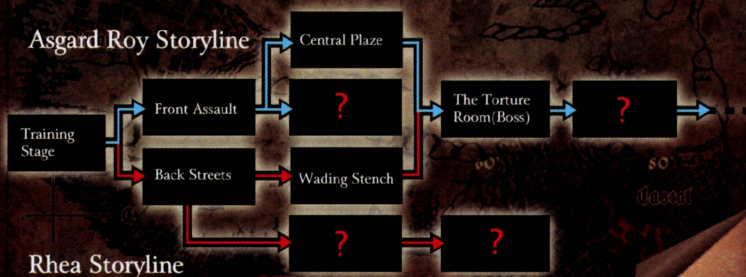 Asgard Roy Storyline
Central Plaze
Front Assault
?
The Torture
Room(Boss)
?
Training
Stage
Back Streets
Wading Stench
?
?
Rhea Storyline